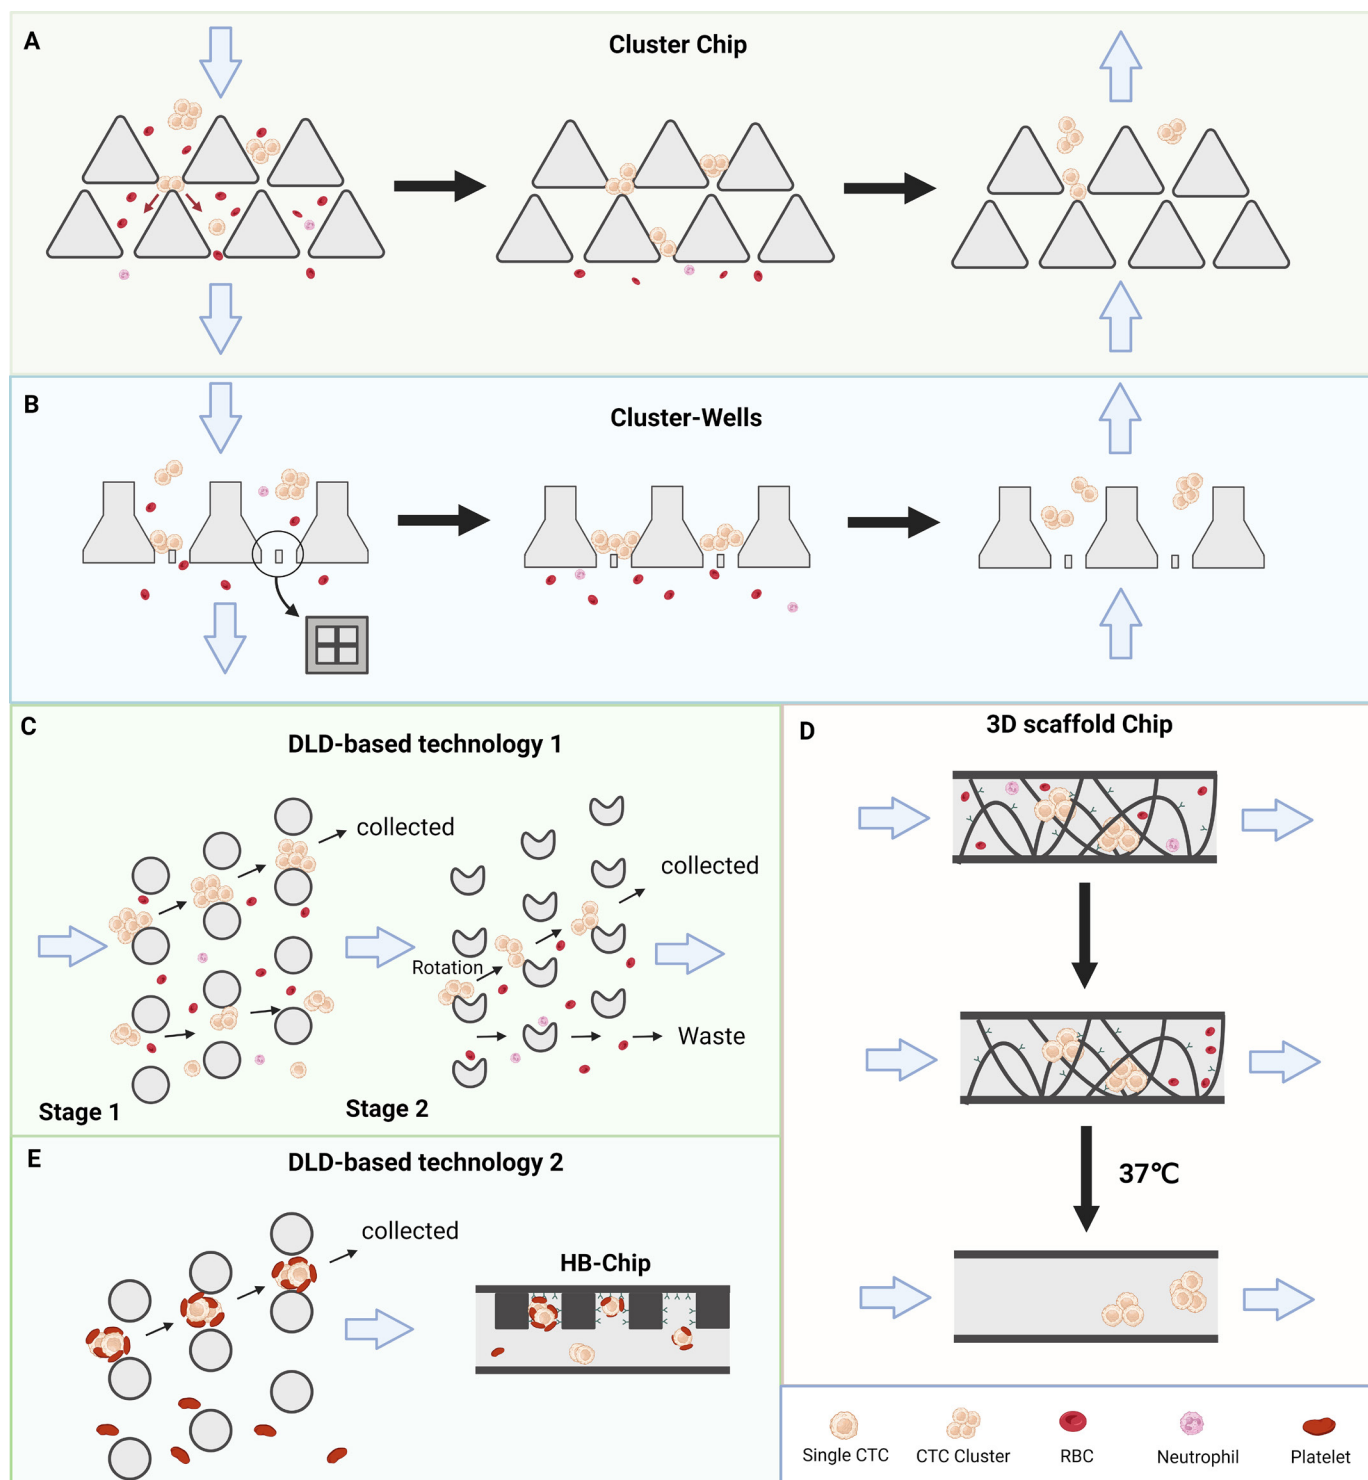 A
Cluster Chip
B
Cluster-Wells
C
DLD-based technology 1
collected
collected
Rotation
Waste
Stage 1
Stage 2
D
3D scaffold Chip
37℃
E
DLD-based technology 2
collected
HB-Chip
Single CTC
CTC Cluster
RBC
Neutrophil
Platelet